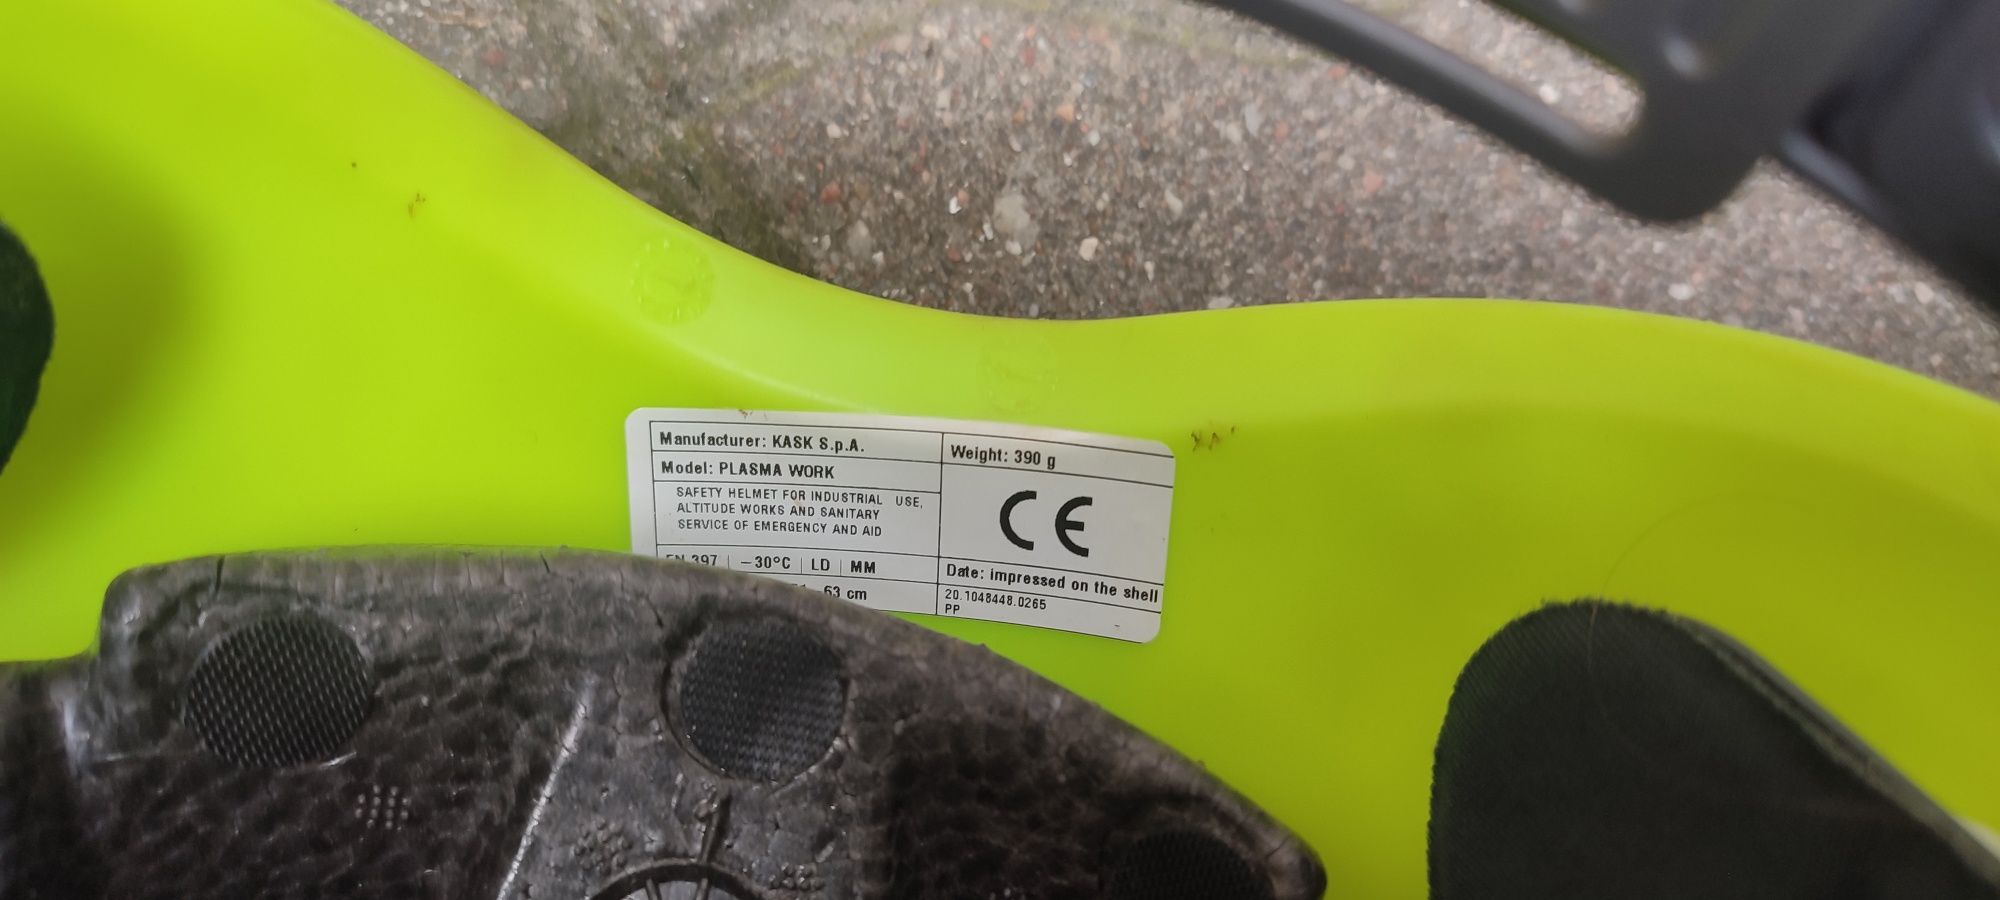 Manufacturer: KASK S.p.A.
Model: PLASMA WORK
SAFETY HELMET FOR INDUSTRIAL USE,
ALTITUDE WORKS AND SANITARY
SERVICE OF EMERGENCY AND AID
EN 397 | –30°C | LD | MM
63 cm
Weight: 390 g
CE
Date: impressed on the shell
20.1048448.0265
PP